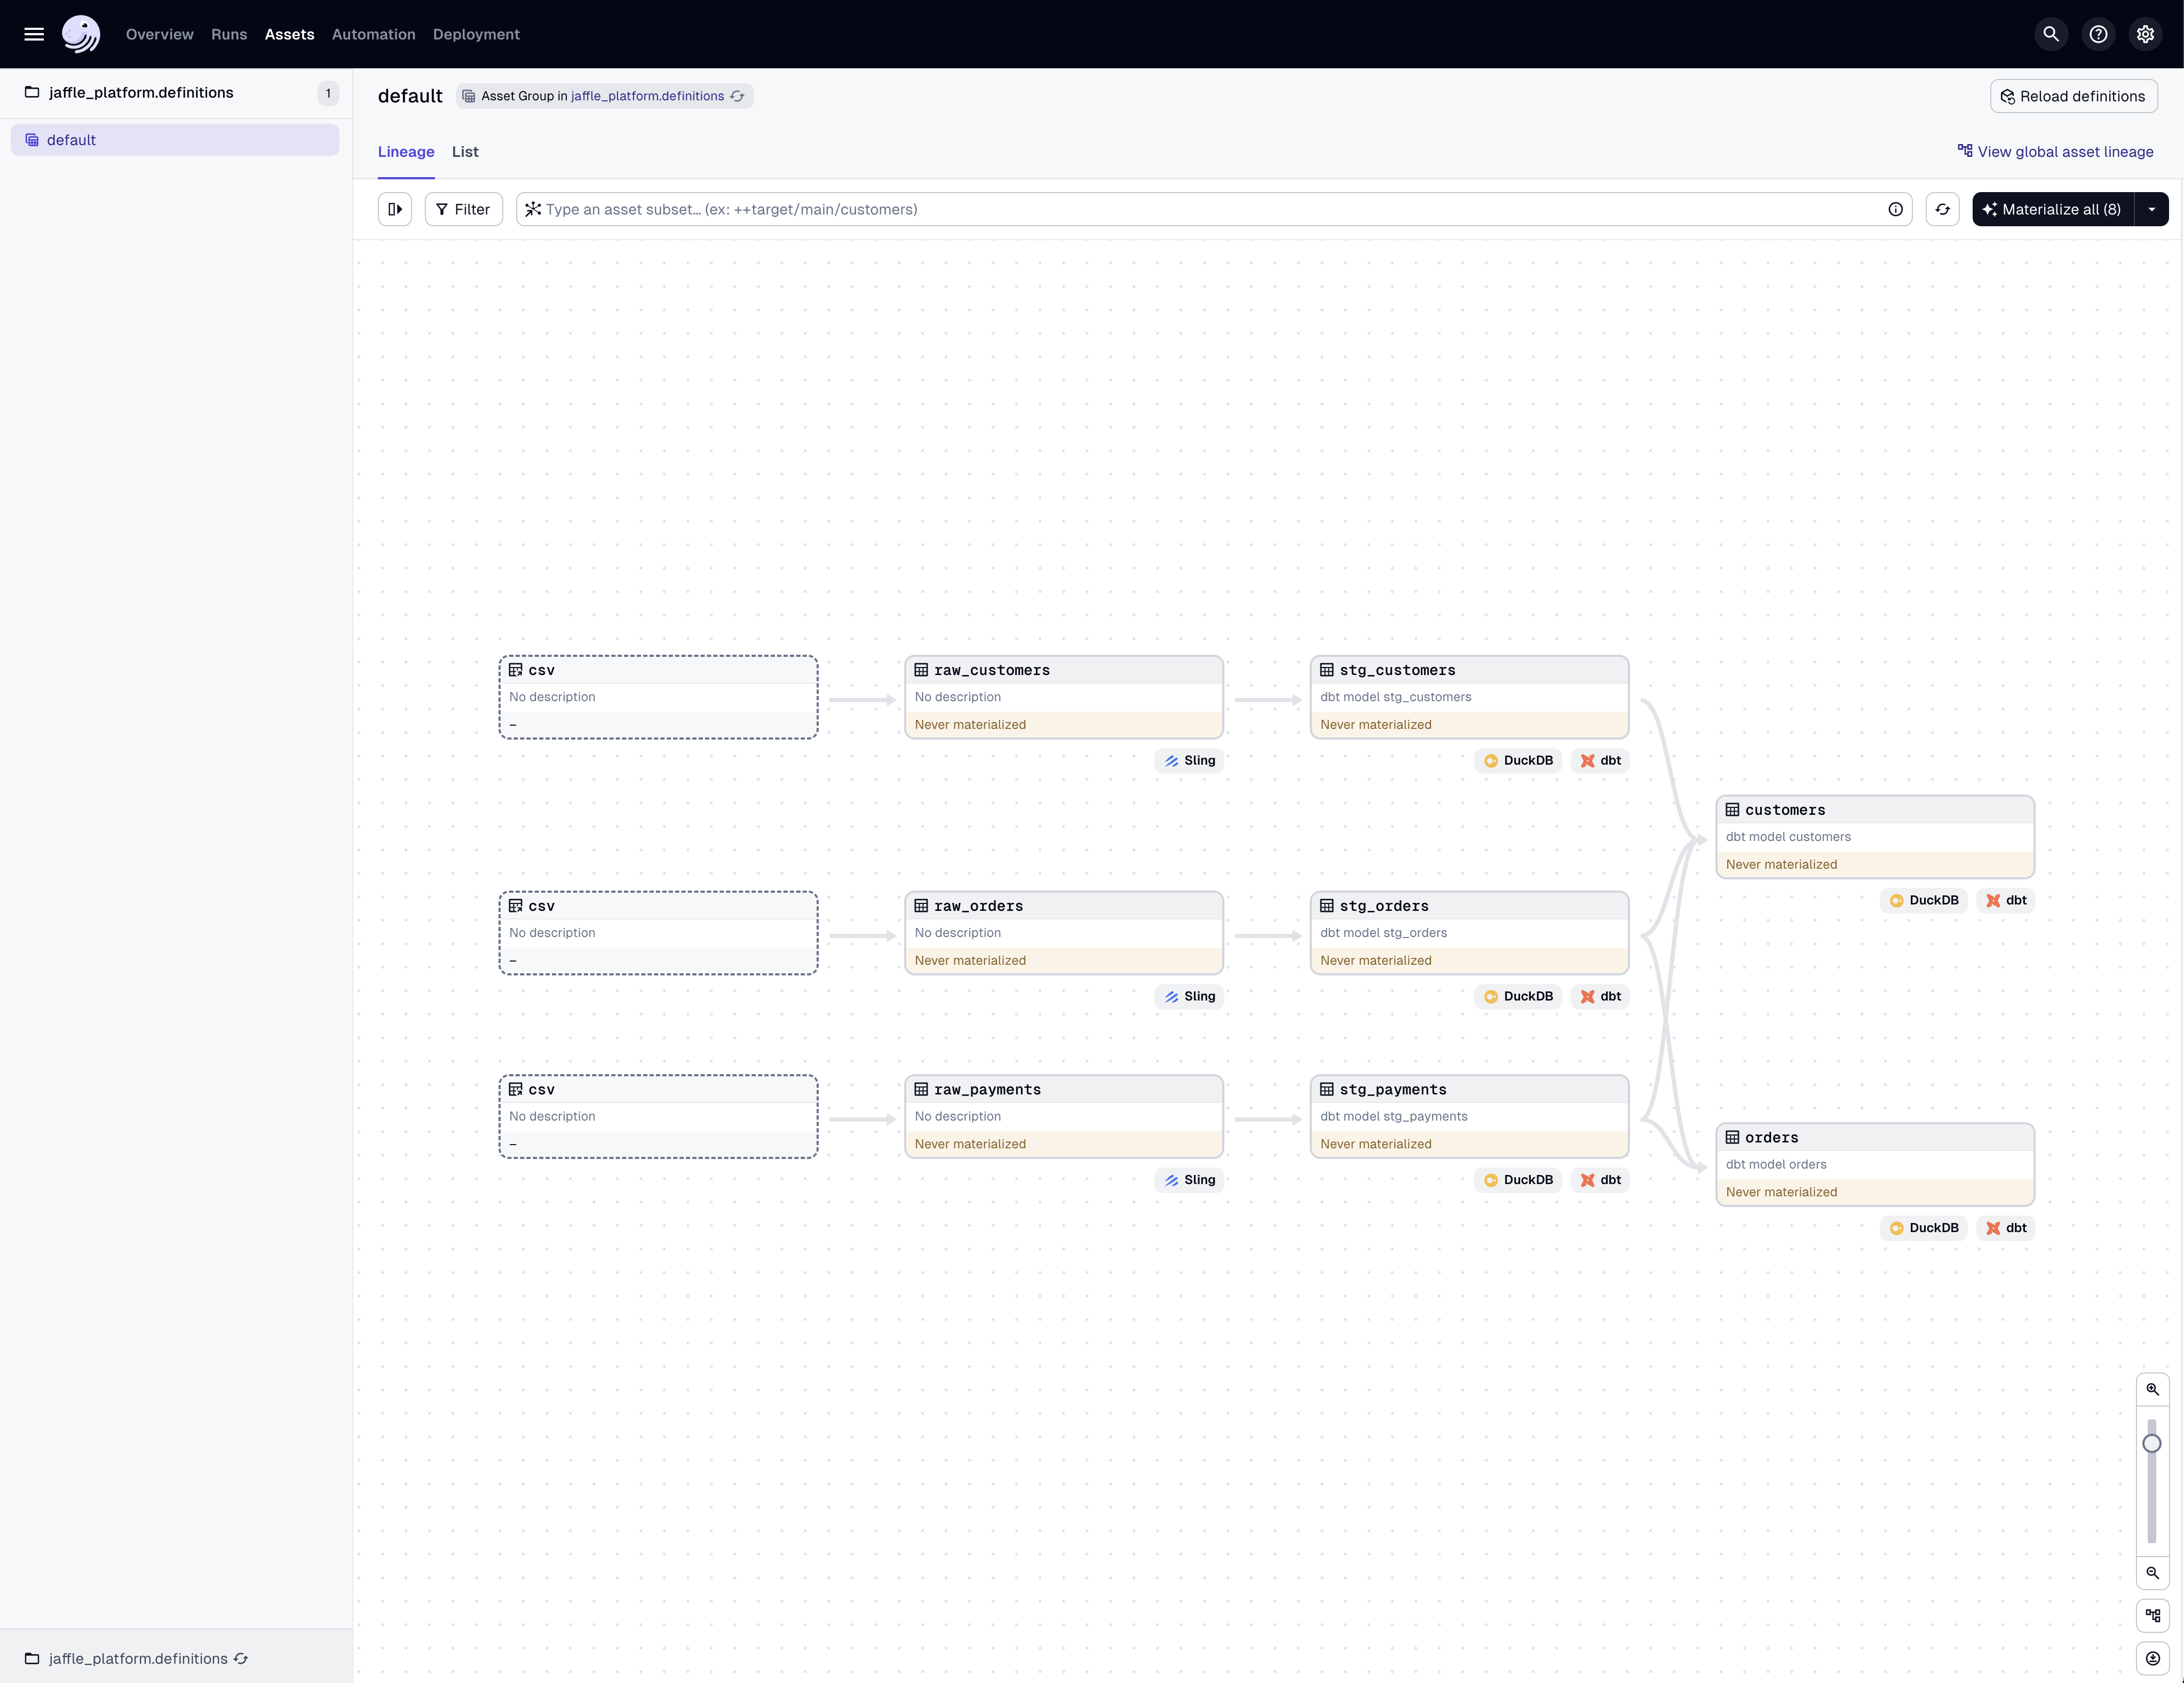 Overview Runs Assets Automation Deployment
jaffle_platform.definitions 1
default
default Asset Group in jaffle_platform.definitions
Reload definitions
Lineage List
View global asset lineage
Filter
Type an asset subset... (ex: ++target/main/customers)
Materialize all (8)
csv
No description
–
raw_customers
No description
Never materialized
Sling
stg_customers
dbt model stg_customers
Never materialized
DuckDB dbt
customers
dbt model customers
Never materialized
DuckDB dbt
csv
No description
–
raw_orders
No description
Never materialized
Sling
stg_orders
dbt model stg_orders
Never materialized
DuckDB dbt
csv
No description
–
raw_payments
No description
Never materialized
Sling
stg_payments
dbt model stg_payments
Never materialized
DuckDB dbt
orders
dbt model orders
Never materialized
DuckDB dbt
jaffle_platform.definitions